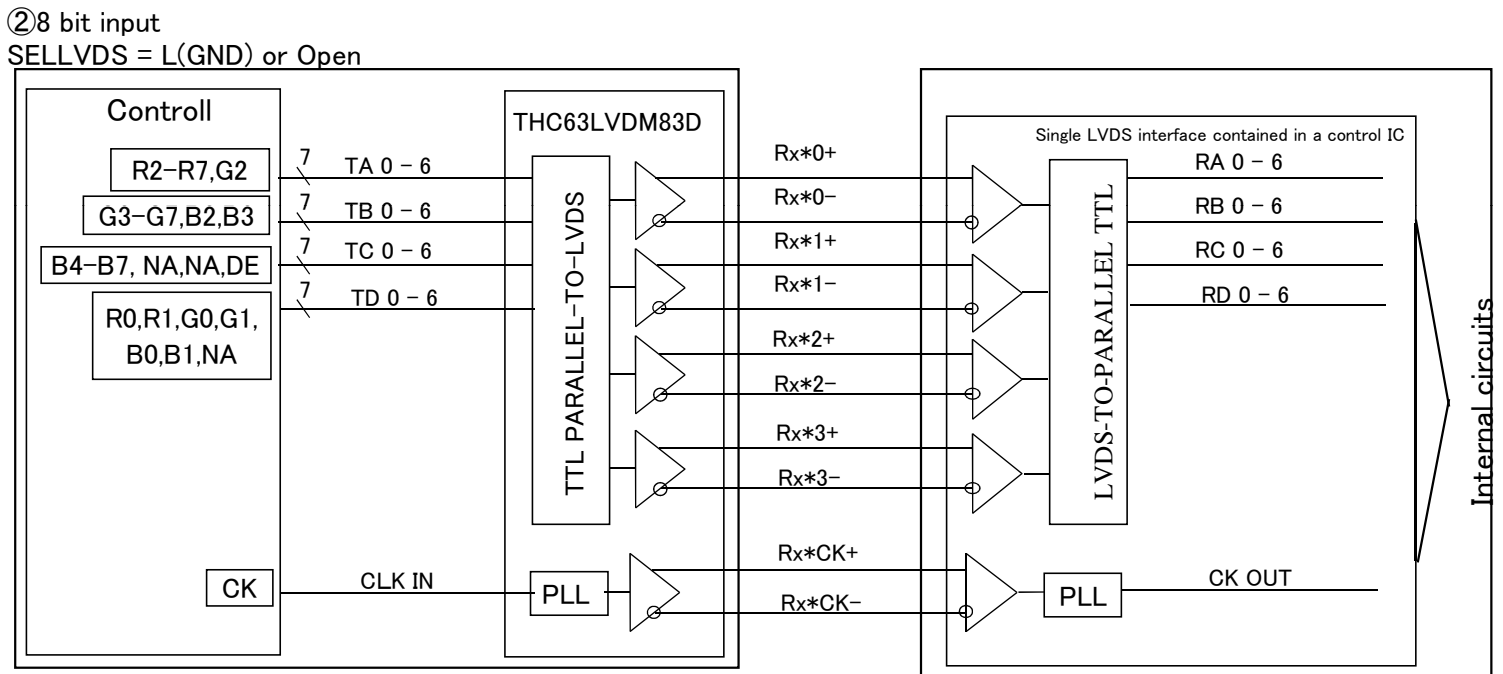 ②8 bit input
SELLVDS = L(GND) or Open
Controll
R2-R7,G2
G3-G7,B2,B3
B4-B7, NA,NA,DE
R0,R1,G0,G1,
B0,B1,NA
CK
7
TA 0 - 6
7
TB 0 - 6
7
TC 0 - 6
7
TD 0 - 6
CLK IN
THC63LVDM83D
TTL PARALLEL-TO-LVDS
PLL
Rx*0+
Rx*0-
Rx*1+
Rx*1-
Rx*2+
Rx*2-
Rx*3+
Rx*3-
Rx*CK+
Rx*CK-
Single LVDS interface contained in a control IC
LVDS-TO-PARALLEL TTL
PLL
RA 0 - 6
RB 0 - 6
RC 0 - 6
RD 0 - 6
CK OUT
Internal circuits